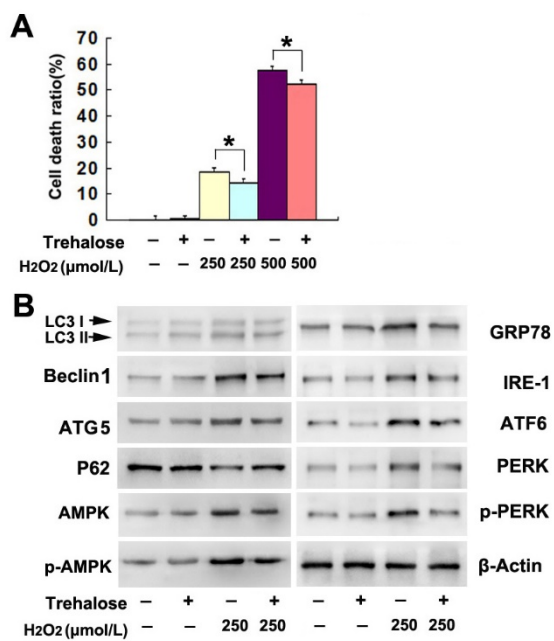 A
Cell death ratio(%)
70
60
50
40
30
20
10
0
*
*
Trehalose – + – + – +
H2O2 (μmol/L) – – 250 250 500 500
B
LC3 I
LC3 II
GRP78
Beclin1
IRE-1
ATG5
ATF6
P62
PERK
AMPK
p-PERK
p-AMPK
β-Actin
Trehalose – + – + – + – +
H2O2 (μmol/L) – – 250 250 – – 250 250